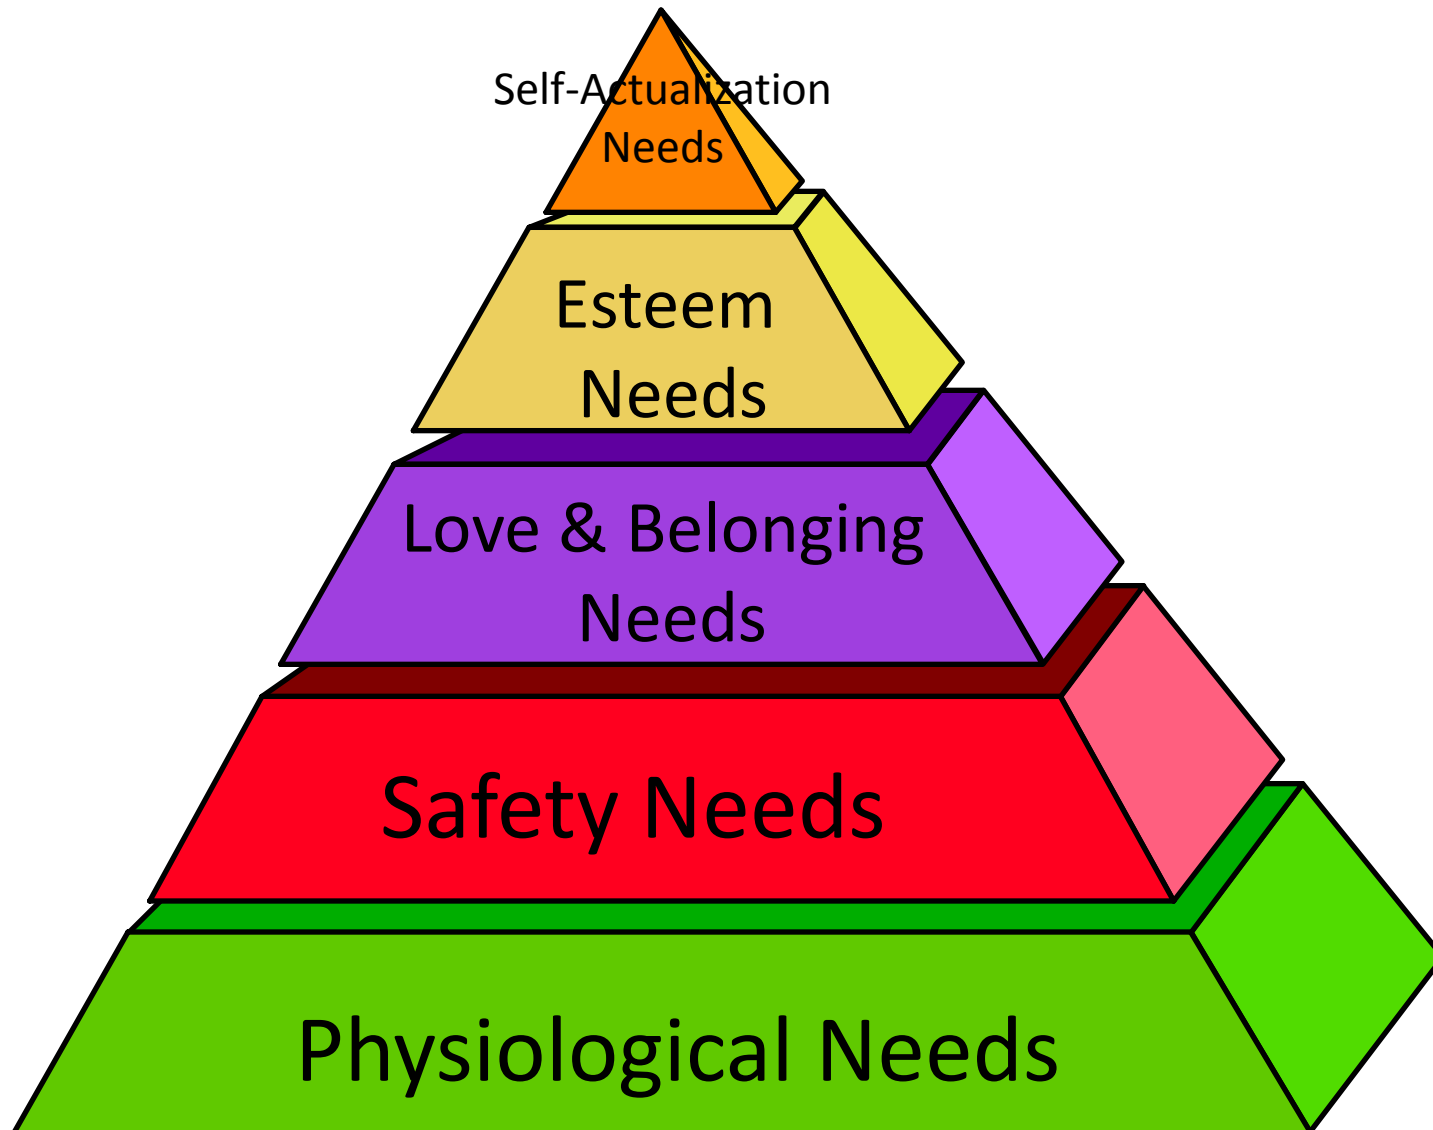 Self-Actualization
Needs
Esteem
Needs
Love & Belonging
Needs
Safety Needs
Physiological Needs